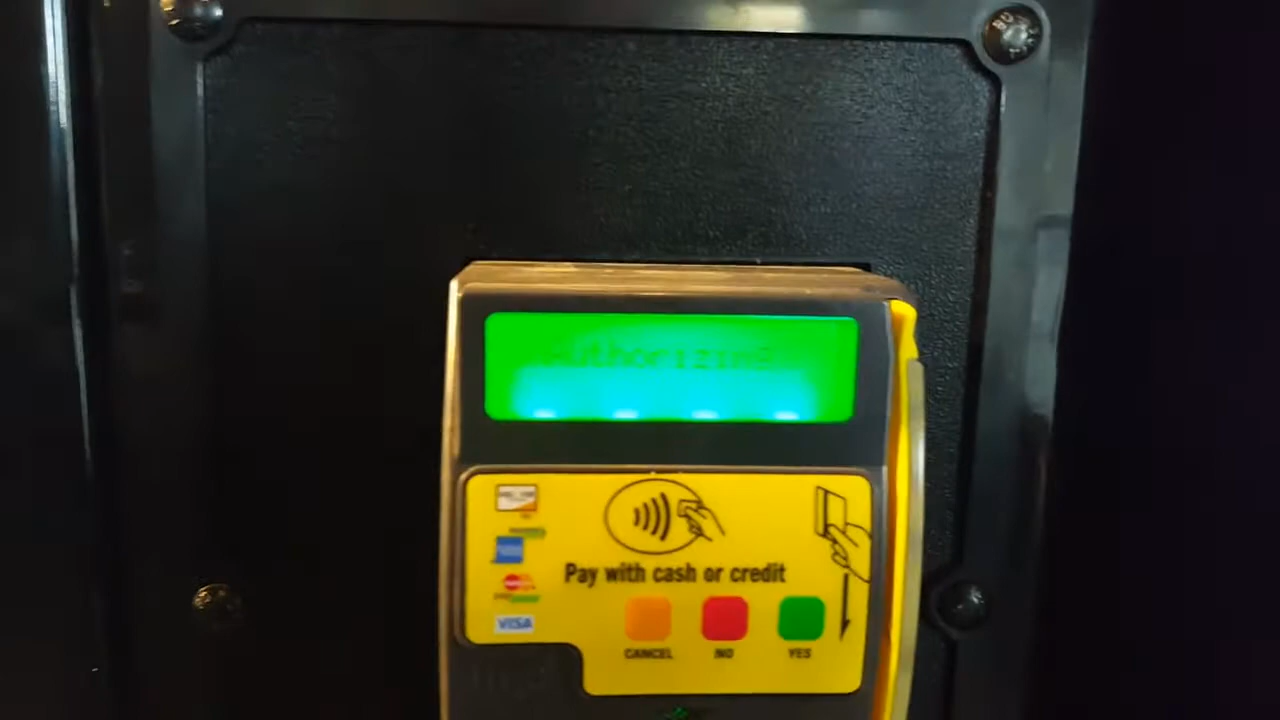 Authorizing
Pay with cash or credit
VISA
CANCEL
NO
YES